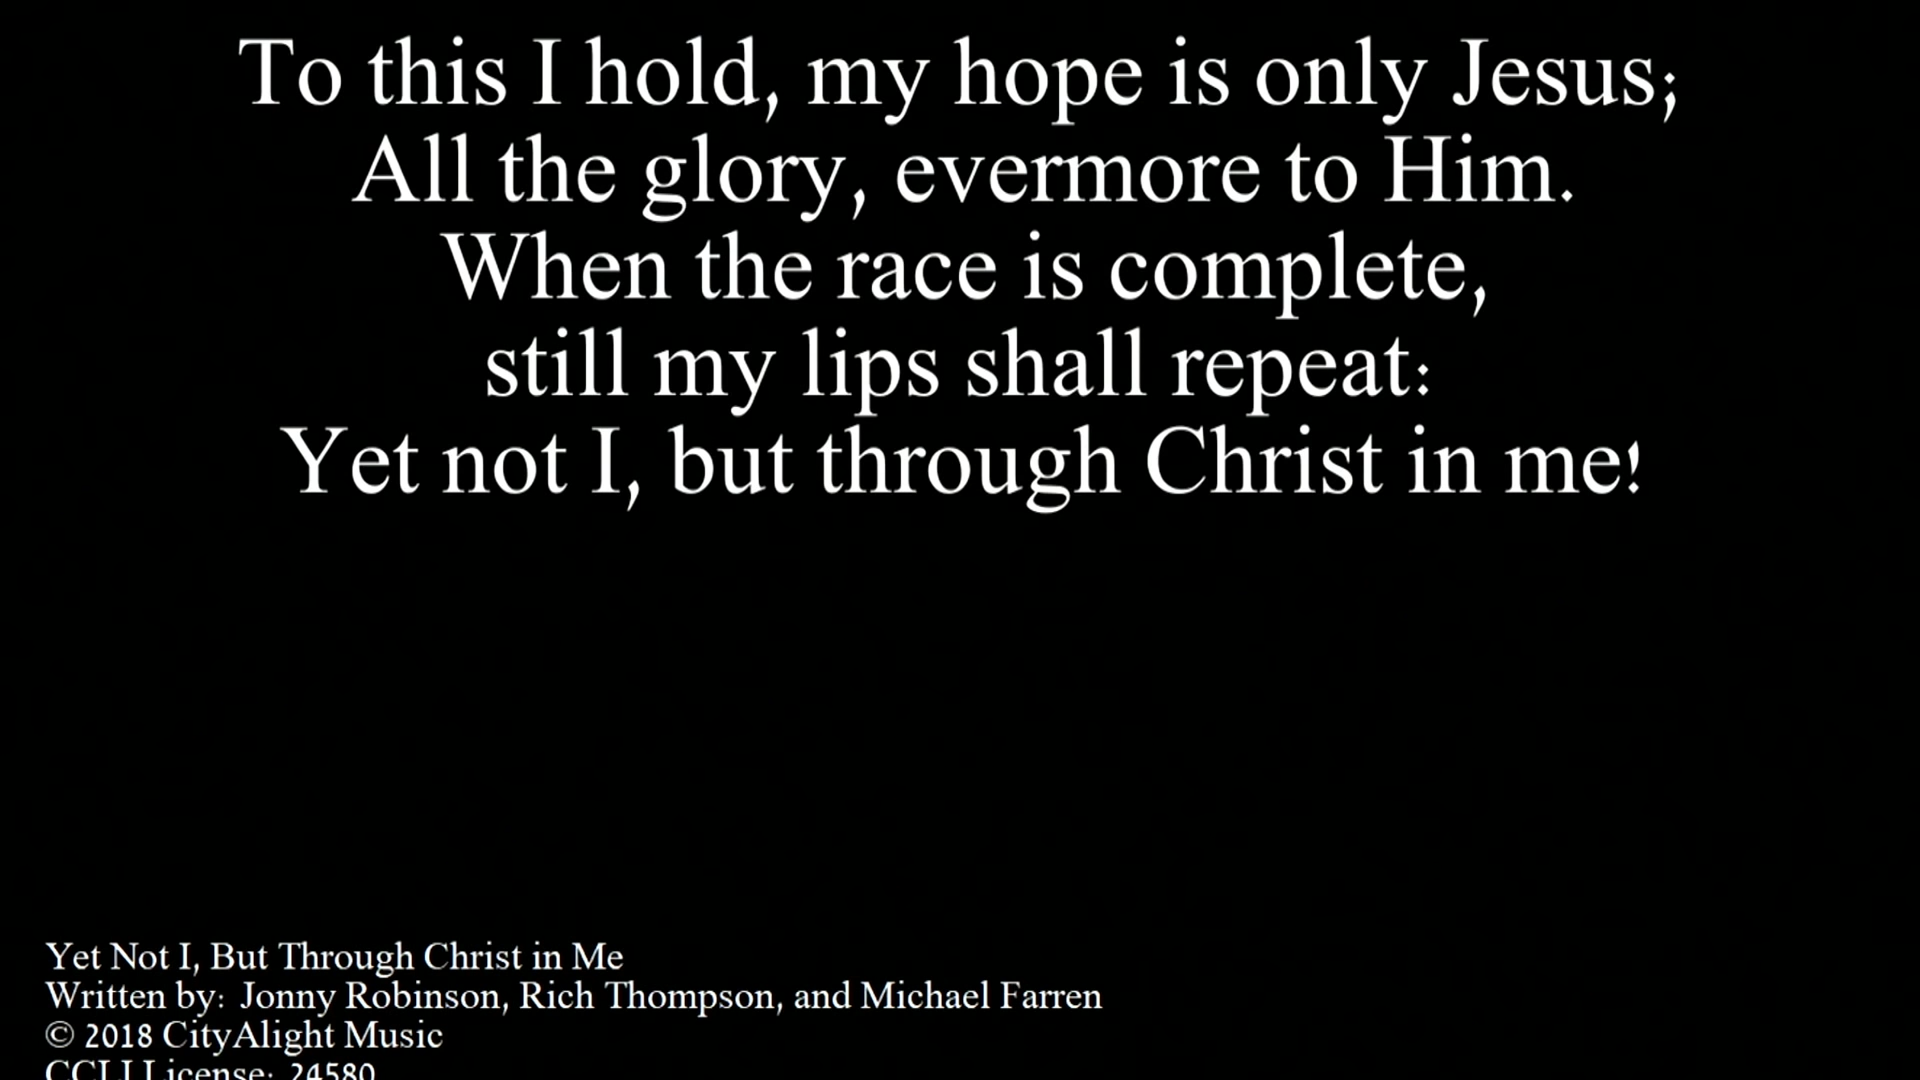 To this I hold, my hope is only Jesus;
All the glory, evermore to Him.
When the race is complete,
still my lips shall repeat:
Yet not I, but through Christ in me!
Yet Not I, But Through Christ in Me
Written by: Jonny Robinson, Rich Thompson, and Michael Farren
© 2018 CityAlight Music
CCLI License: 24580